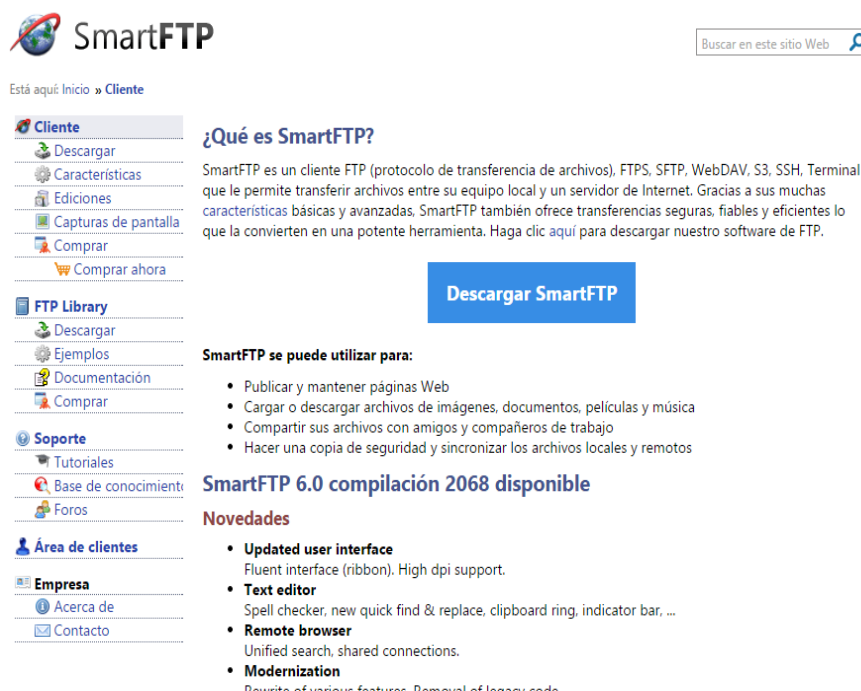 SmartFTP
Buscar en este sitio Web
Está aquí: Inicio » Cliente
Cliente
Descargar
Características
Ediciones
Capturas de pantalla
Comprar
Comprar ahora
FTP Library
Descargar
Ejemplos
Documentación
Comprar
Soporte
Tutoriales
Base de conocimiento
Foros
Área de clientes
Empresa
Acerca de
Contacto
¿Qué es SmartFTP?
SmartFTP es un cliente FTP (protocolo de transferencia de archivos), FTPS, SFTP, WebDAV, S3, SSH, Terminal
que le permite transferir archivos entre su equipo local y un servidor de Internet. Gracias a sus muchas
características básicas y avanzadas, SmartFTP también ofrece transferencias seguras, fiables y eficientes lo
que la convierten en una potente herramienta. Haga clic aquí para descargar nuestro software de FTP.
Descargar SmartFTP
SmartFTP se puede utilizar para:
• Publicar y mantener páginas Web
• Cargar o descargar archivos de imágenes, documentos, películas y música
• Compartir sus archivos con amigos y compañeros de trabajo
• Hacer una copia de seguridad y sincronizar los archivos locales y remotos
SmartFTP 6.0 compilación 2068 disponible
Novedades
• Updated user interface
Fluent interface (ribbon). High dpi support.
• Text editor
Spell checker, new quick find & replace, clipboard ring, indicator bar, ...
• Remote browser
Unified search, shared connections.
• Modernization
Rewrite of various features. Removal of legacy code.